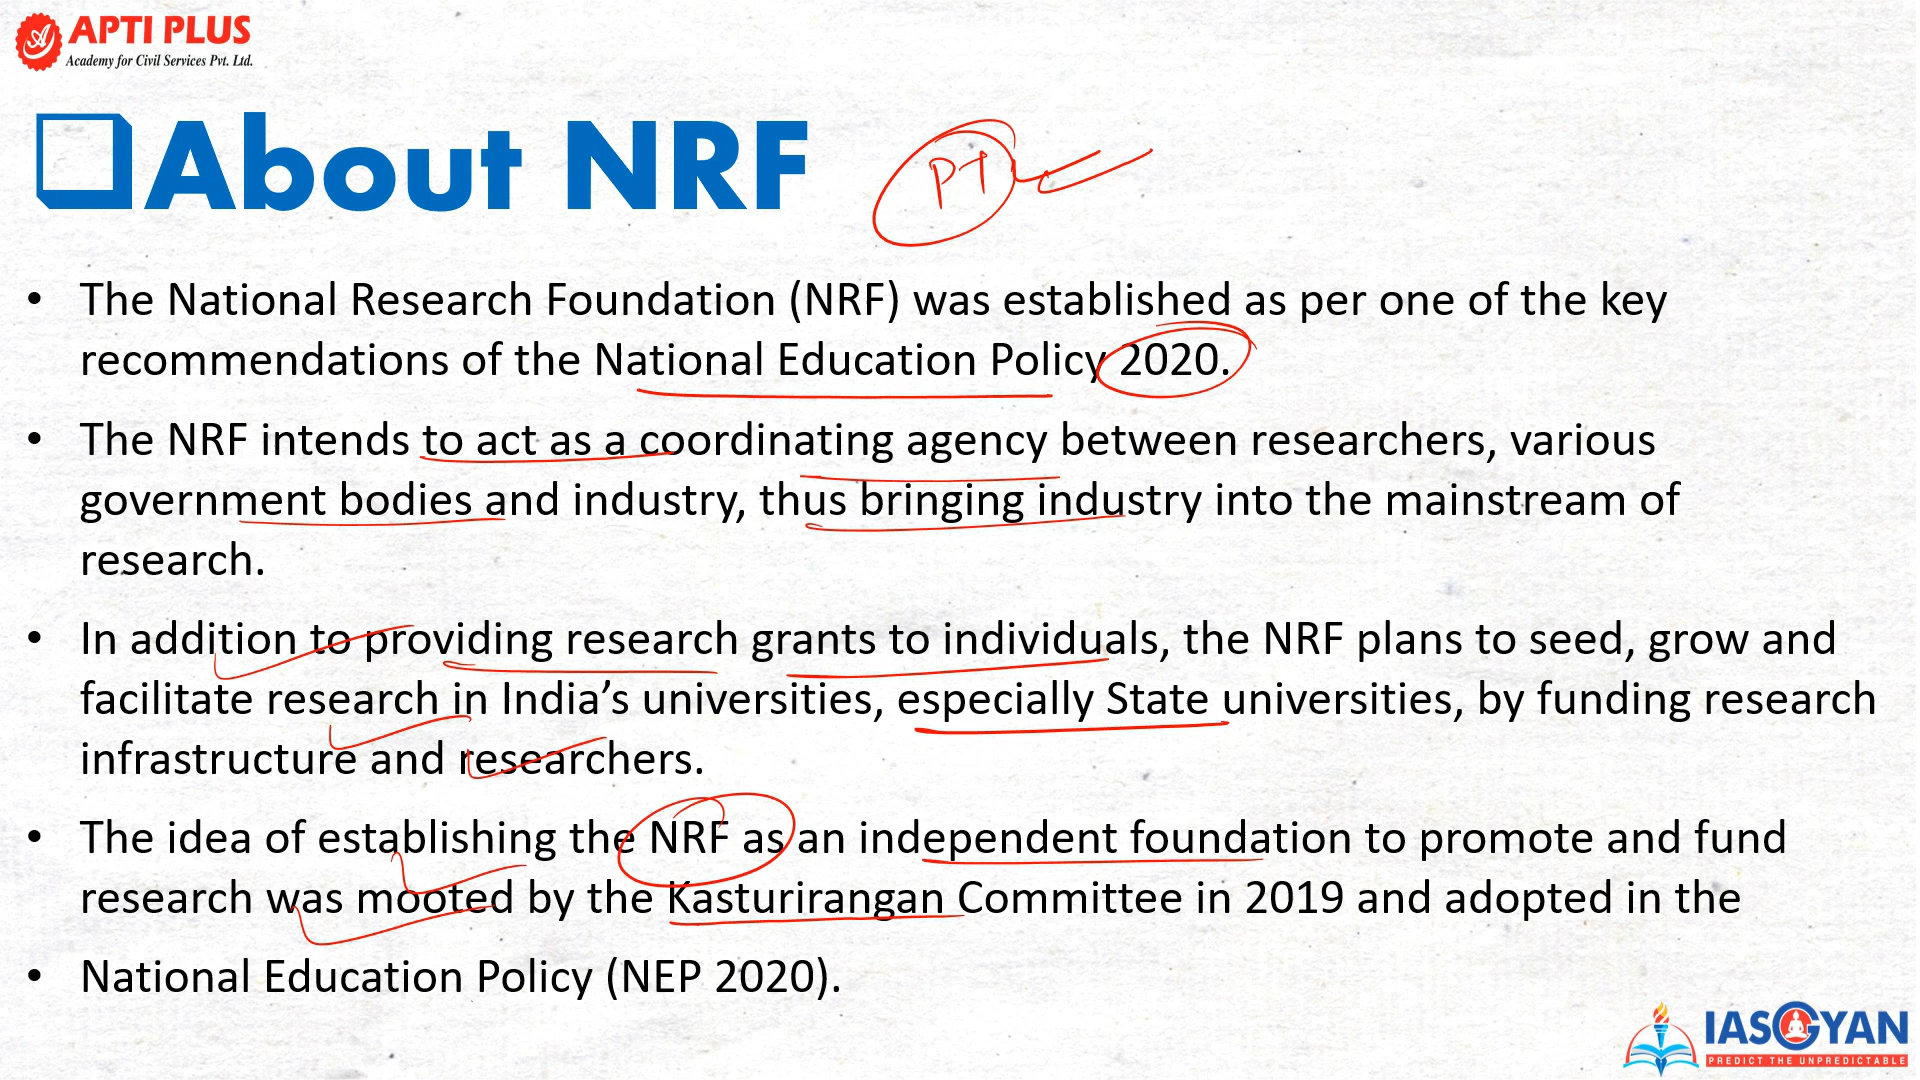 APTI PLUS
Academy for Civil Services Pvt. Ltd.
About NRF
PT
• The National Research Foundation (NRF) was established as per one of the key
recommendations of the National Education Policy 2020.
• The NRF intends to act as a coordinating agency between researchers, various
government bodies and industry, thus bringing industry into the mainstream of
research.
• In addition to providing research grants to individuals, the NRF plans to seed, grow and
facilitate research in India’s universities, especially State universities, by funding research
infrastructure and researchers.
• The idea of establishing the NRF as an independent foundation to promote and fund
research was mooted by the Kasturirangan Committee in 2019 and adopted in the
• National Education Policy (NEP 2020).
IASGYAN
PREDICT THE UNPREDICTABLE